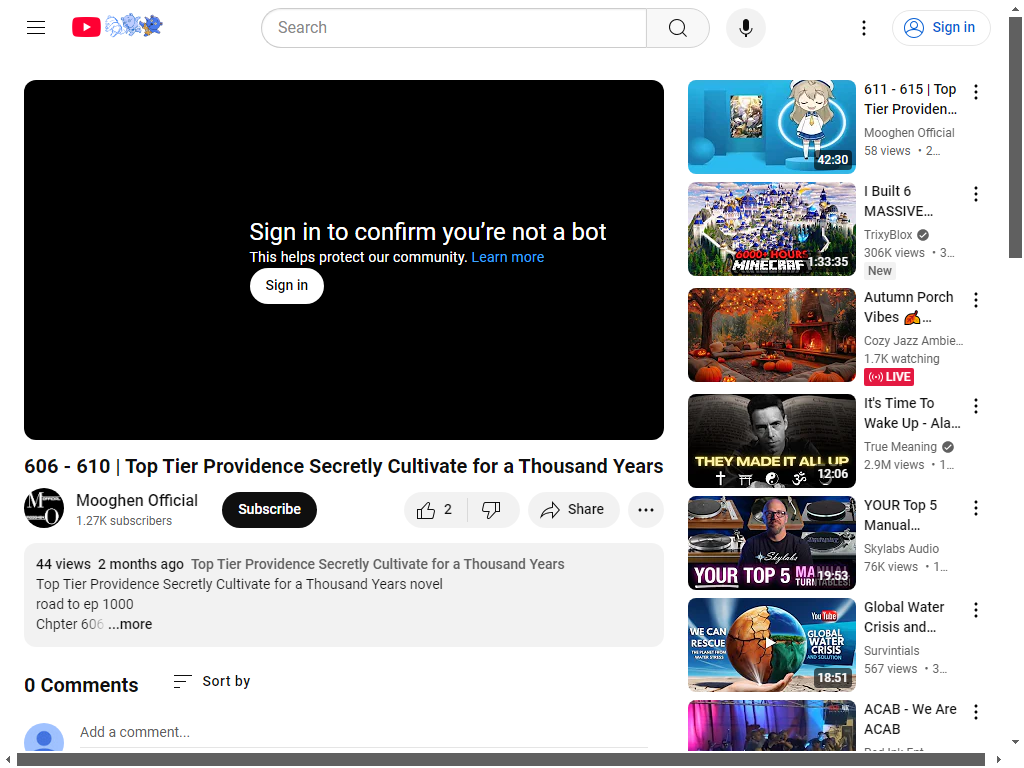 Search
Sign in
Sign in to confirm you're not a bot
This helps protect our community. Learn more
Sign in
606 - 610 | Top Tier Providence Secretly Cultivate for a Thousand Years
Mooghen Official
1.27K subscribers
Subscribe
2
Share
44 views 2 months ago Top Tier Providence Secretly Cultivate for a Thousand Years
Top Tier Providence Secretly Cultivate for a Thousand Years novel
road to ep 1000
Chpter 606 ...more
0 Comments
Sort by
Add a comment...
42:30
611 - 615 | Top
Tier Providen...
Mooghen Official
58 views • 2...
6000+ HOURS
MINECRAFT
1:33:35
I Built 6
MASSIVE...
TrixyBlox
306K views • 3...
New
Autumn Porch
Vibes 🍂...
Cozy Jazz Ambie...
1.7K watching
LIVE
THEY MADE IT ALL UP
12:06
It's Time To
Wake Up - Ala...
True Meaning
2.9M views • 1...
Skylabs
YOUR TOP 5 MANUAL
TURNTABLES!
19:53
YOUR Top 5
Manual...
Skylabs Audio
76K views • 1...
YouTube
WE CAN
RESCUE
THE PLANET FROM
WATER STRESS
GLOBAL
WATER
CRISIS
AND SOLUTION
18:51
Global Water
Crisis and...
Survintials
567 views • 3...
ACAB - We Are
ACAB